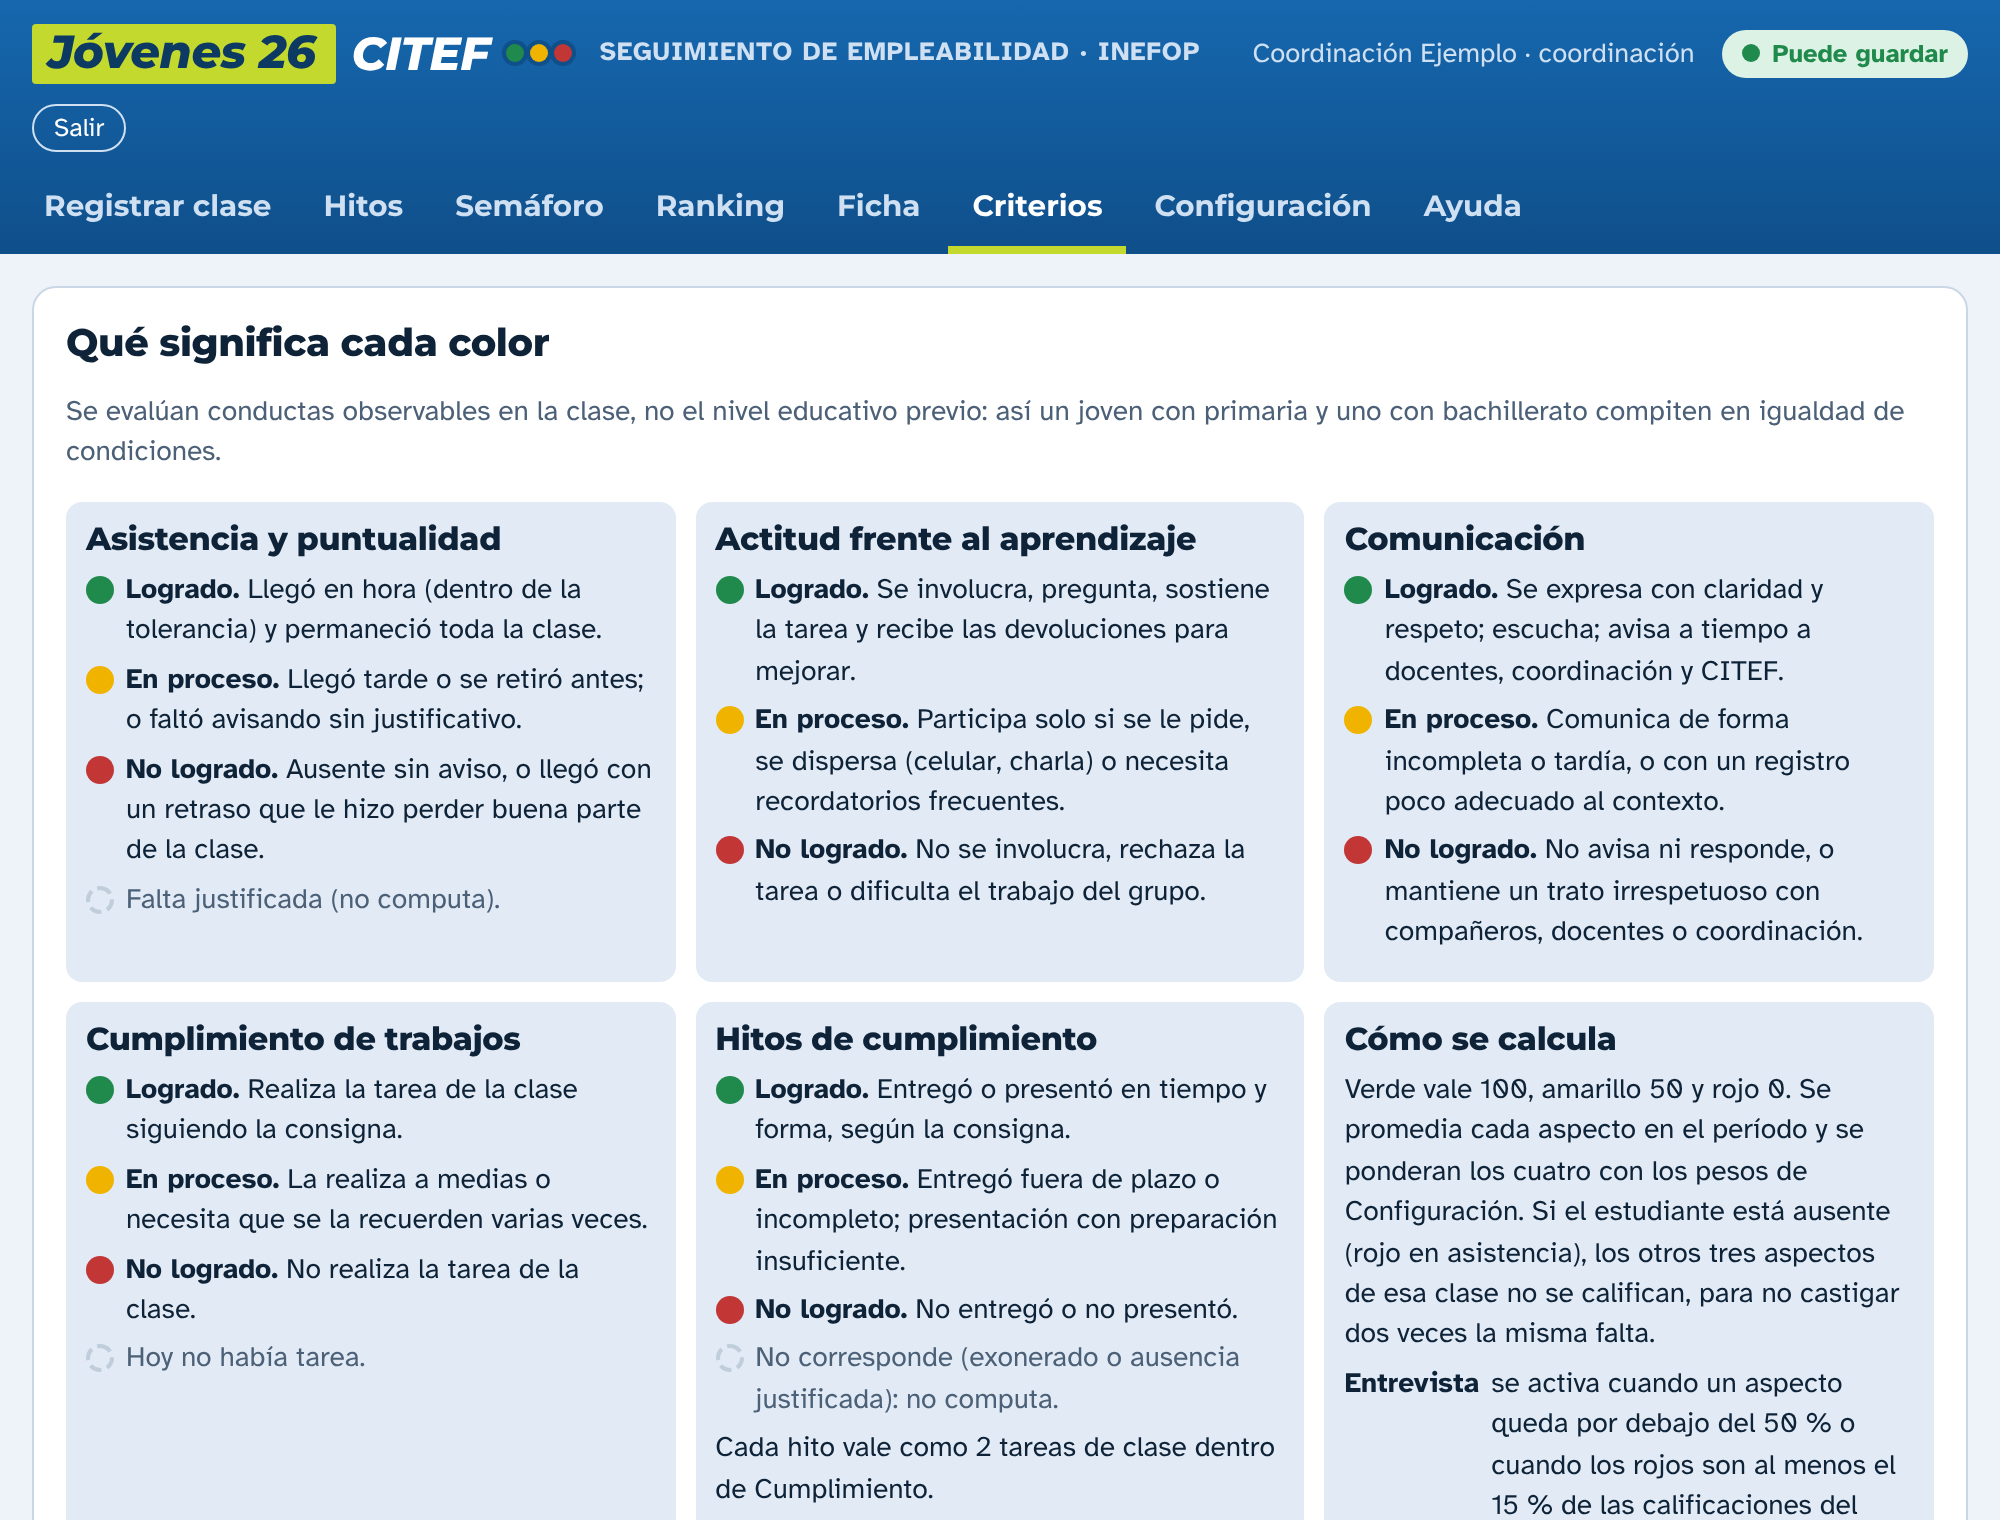 Jóvenes 26 CITEF SEGUIMIENTO DE EMPLEABILIDAD · INEFOP Coordinación Ejemplo · coordinación Puede guardar
Salir
Registrar clase Hitos Semáforo Ranking Ficha Criterios Configuración Ayuda
Qué significa cada color
Se evalúan conductas observables en la clase, no el nivel educativo previo: así un joven con primaria y uno con bachillerato compiten en igualdad de
condiciones.
Asistencia y puntualidad
Logrado. Llegó en hora (dentro de la
tolerancia) y permaneció toda la clase.
En proceso. Llegó tarde o se retiró antes;
o faltó avisando sin justificativo.
No logrado. Ausente sin aviso, o llegó con
un retraso que le hizo perder buena parte
de la clase.
Falta justificada (no computa).
Actitud frente al aprendizaje
Logrado. Se involucra, pregunta, sostiene
la tarea y recibe las devoluciones para
mejorar.
En proceso. Participa solo si se le pide,
se dispersa (celular, charla) o necesita
recordatorios frecuentes.
No logrado. No se involucra, rechaza la
tarea o dificulta el trabajo del grupo.
Comunicación
Logrado. Se expresa con claridad y
respeto; escucha; avisa a tiempo a
docentes, coordinación y CITEF.
En proceso. Comunica de forma
incompleta o tardía, o con un registro
poco adecuado al contexto.
No logrado. No avisa ni responde, o
mantiene un trato irrespetuoso con
compañeros, docentes o coordinación.
Cumplimiento de trabajos
Logrado. Realiza la tarea de la clase
siguiendo la consigna.
En proceso. La realiza a medias o
necesita que se la recuerden varias veces.
No logrado. No realiza la tarea de la
clase.
Hoy no había tarea.
Hitos de cumplimiento
Logrado. Entregó o presentó en tiempo y
forma, según la consigna.
En proceso. Entregó fuera de plazo o
incompleto; presentación con preparación
insuficiente.
No logrado. No entregó o no presentó.
No corresponde (exonerado o ausencia
justificada): no computa.
Cada hito vale como 2 tareas de clase dentro
de Cumplimiento.
Cómo se calcula
Verde vale 100, amarillo 50 y rojo 0. Se
promedia cada aspecto en el período y se
ponderan los cuatro con los pesos de
Configuración. Si el estudiante está ausente
(rojo en asistencia), los otros tres aspectos
de esa clase no se califican, para no castigar
dos veces la misma falta.
Entrevista se activa cuando un aspecto
queda por debajo del 50 % o
cuando los rojos son al menos el
15 % de las calificaciones del